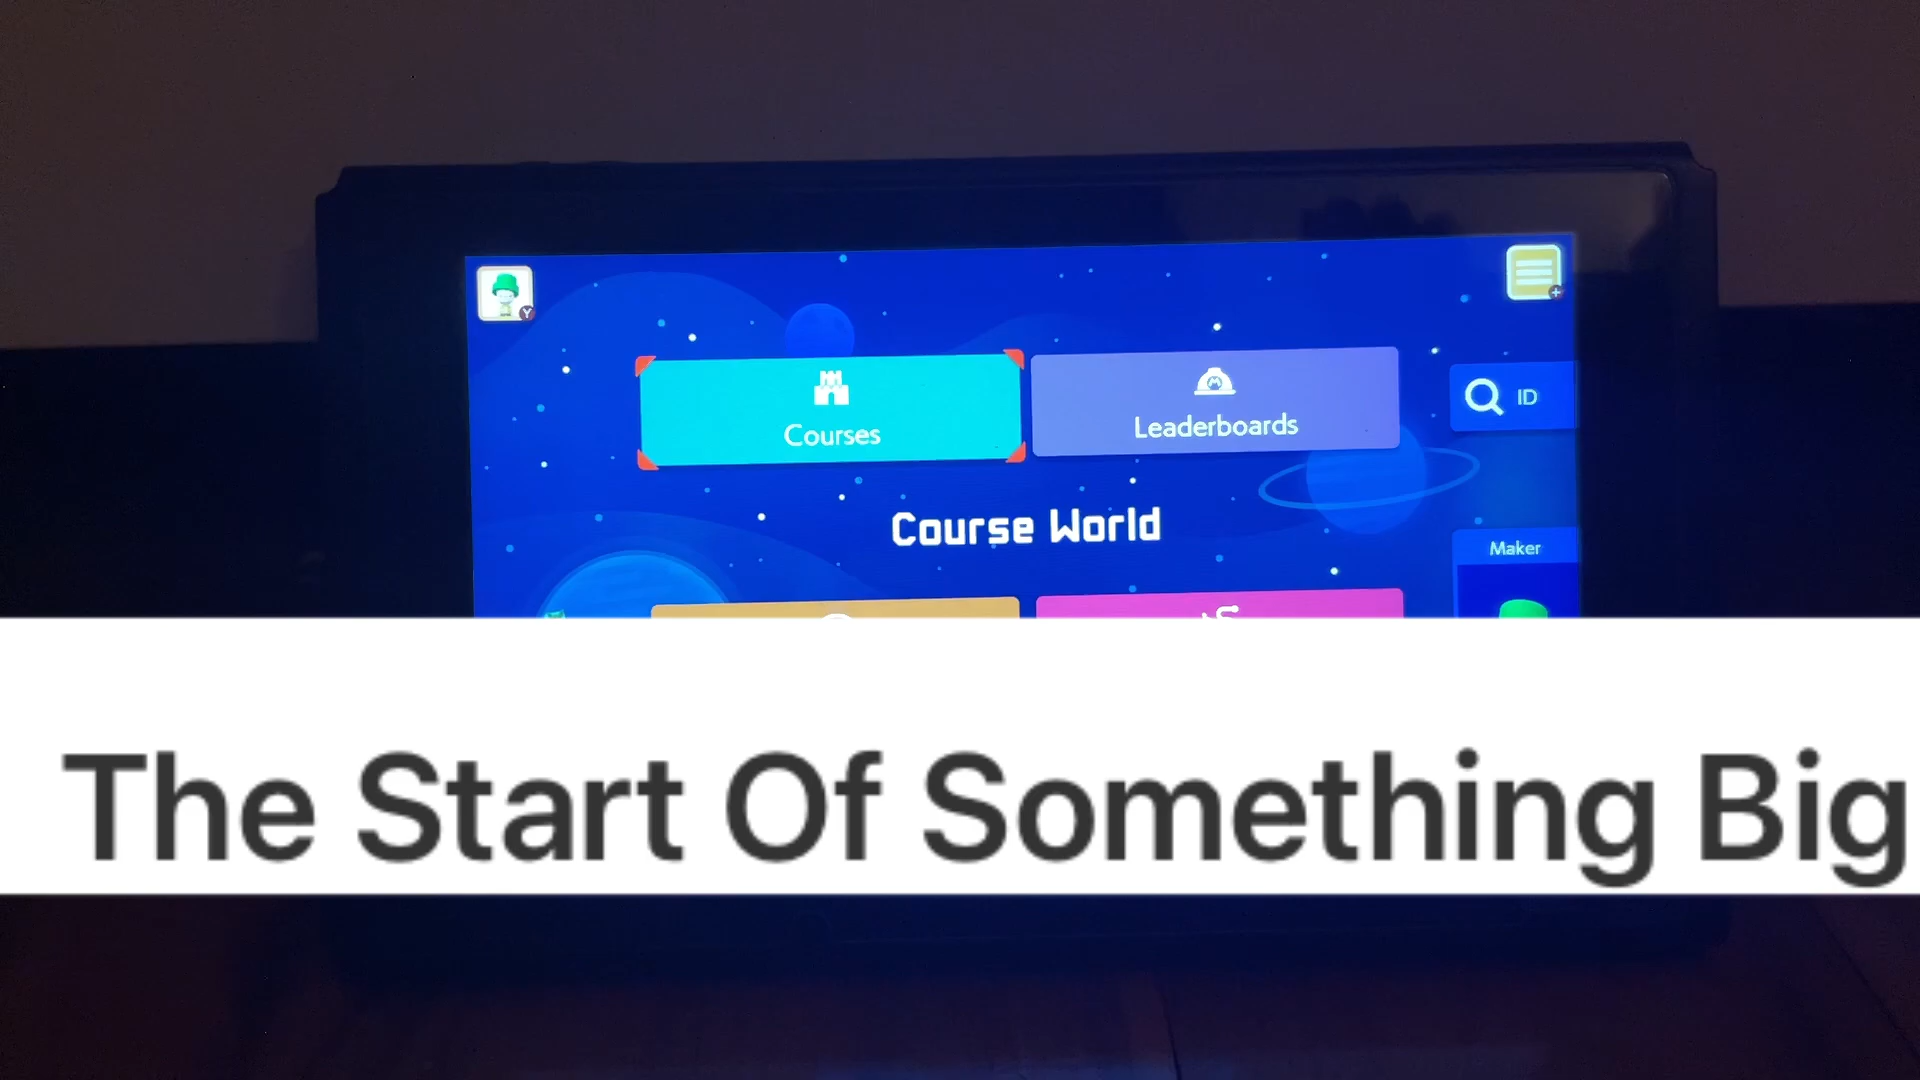 Y
+
Courses
Leaderboards
ID
Course World
Maker
The Start Of Something Big